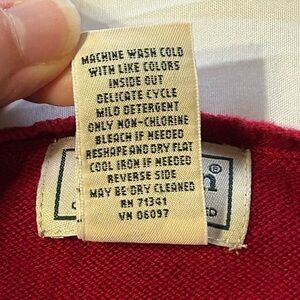 MACHINE WASH COLD
WITH LIKE COLORS
INSIDE OUT
DELICATE CYCLE
MILD DETERGENT
ONLY NON-CHLORINE
BLEACH IF NEEDED
RESHAPE AND DRY FLAT
COOL IRON IF NEEDED
REVERSE SIDE
MAY BE DRY CLEANED
RN 71341
VN 06097